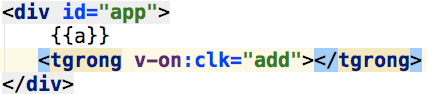 <div id="app">
{{a}}
<tgrong v-on:clk="add"></tgrong>
</div>